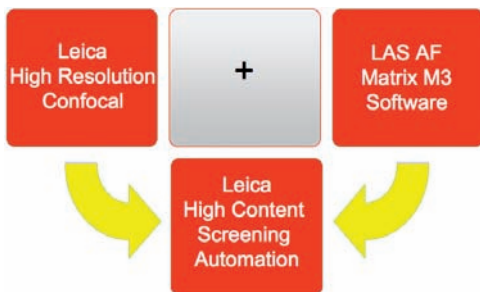 Leica
High Resolution
Confocal
+
LAS AF
Matrix M3
Software
Leica
High Content
Screening
Automation